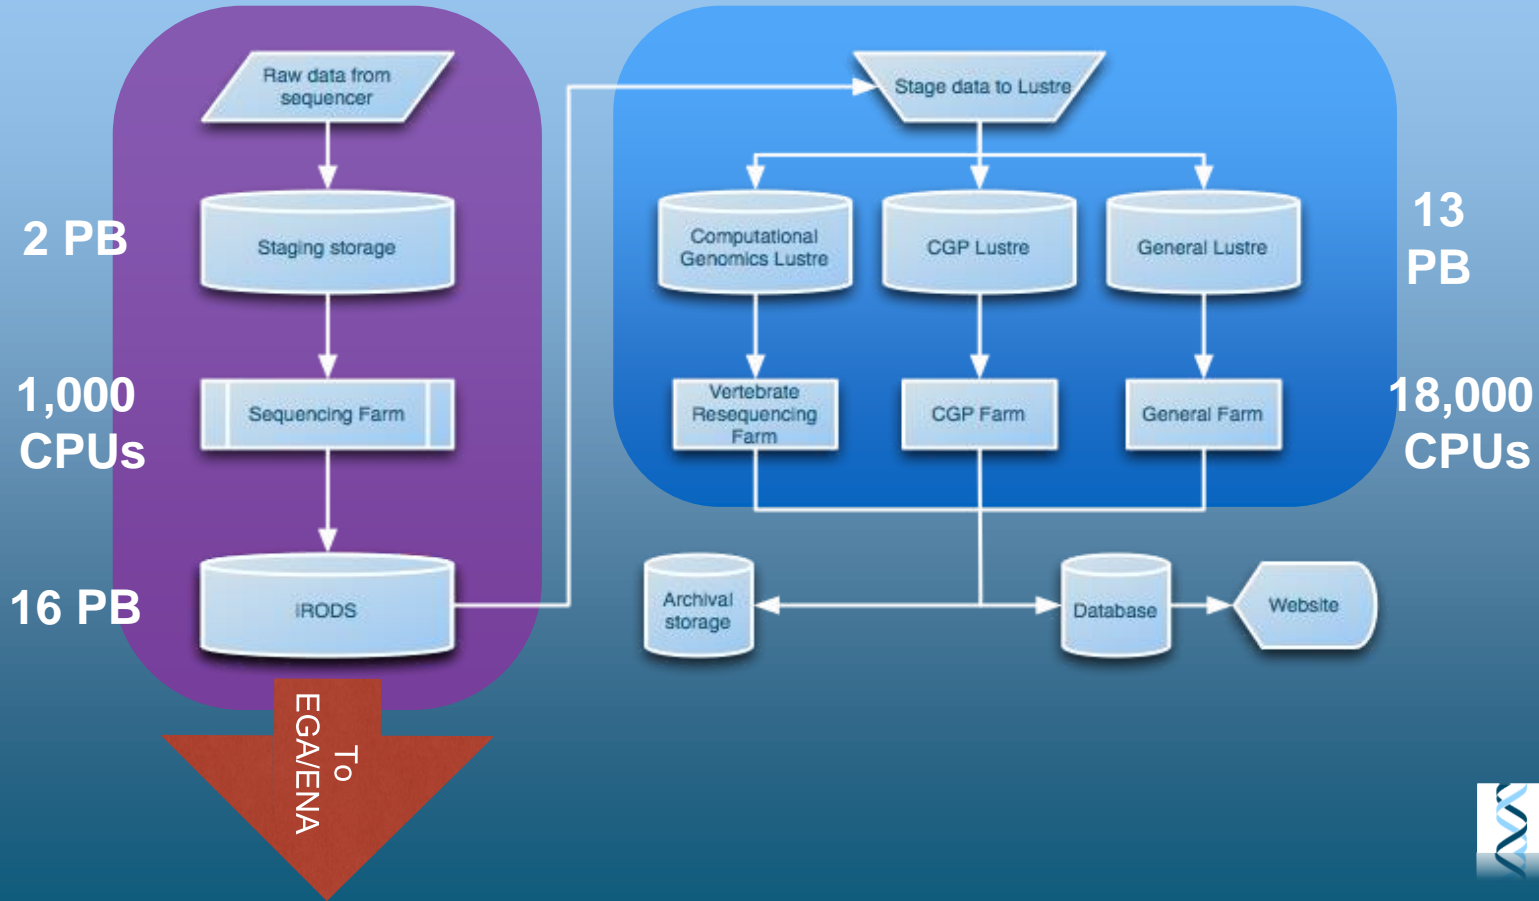 Raw data from
sequencer
2 PB
Staging storage
1,000
CPUs
Sequencing Farm
16 PB
iRODS
To
EGA/ENA
Stage data to Lustre
Computational
Genomics Lustre
CGP Lustre
General Lustre
13
PB
Vertebrate
Resequencing
Farm
CGP Farm
General Farm
18,000
CPUs
Archival
storage
Database
Website